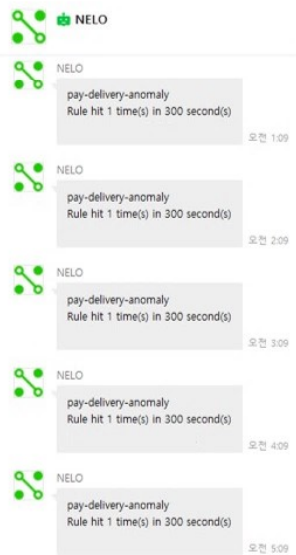 NELO
NELO
pay-delivery-anomaly
Rule hit 1 time(s) in 300 second(s)
오전 1:09
NELO
pay-delivery-anomaly
Rule hit 1 time(s) in 300 second(s)
오전 2:09
NELO
pay-delivery-anomaly
Rule hit 1 time(s) in 300 second(s)
오전 3:09
NELO
pay-delivery-anomaly
Rule hit 1 time(s) in 300 second(s)
오전 4:09
NELO
pay-delivery-anomaly
Rule hit 1 time(s) in 300 second(s)
오전 5:09